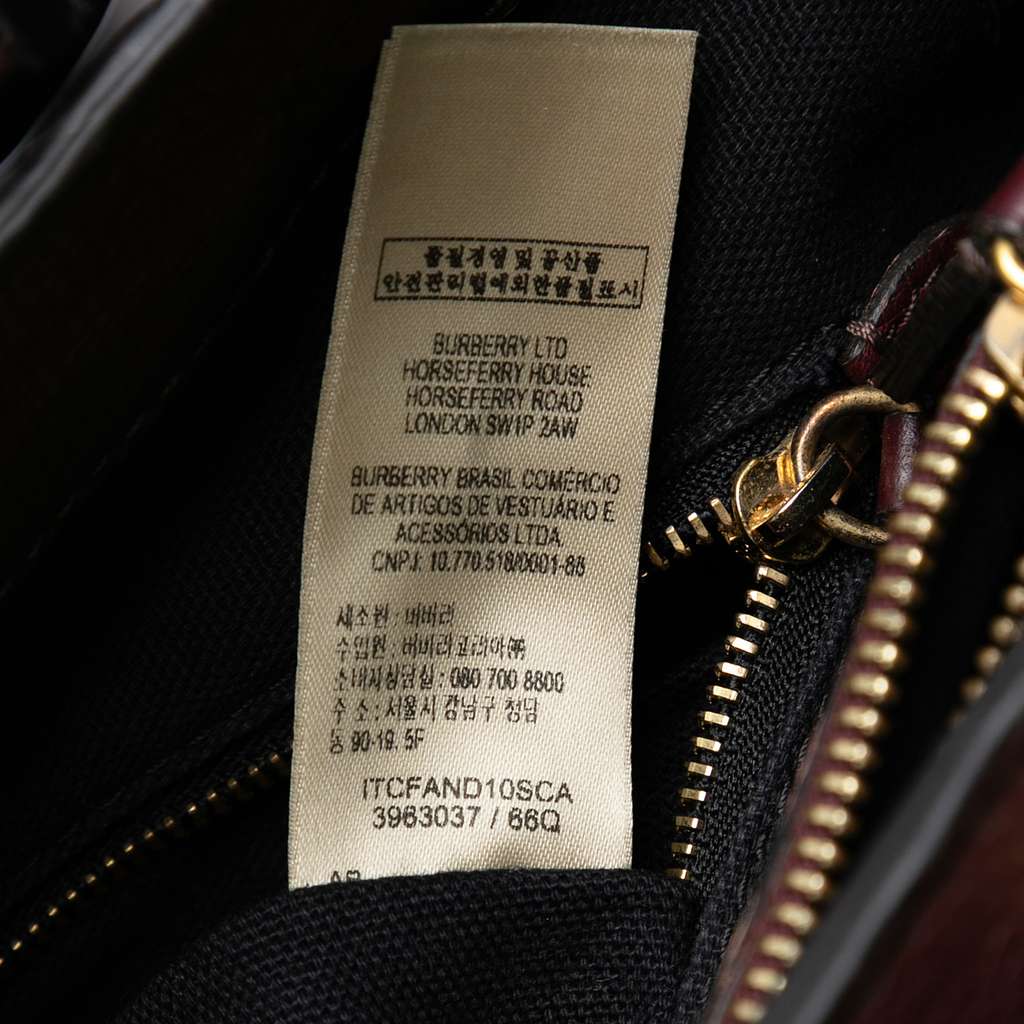 품질경영 및 공산품
안전관리법에의한품질표시
BURBERRY LTD
HORSEFERRY HOUSE
HORSEFERRY ROAD
LONDON SW1P 2AW
BURBERRY BRASIL COMÉRCIO
DE ARTIGOS DE VESTUÁRIO E
ACESSÓRIOS LTDA
CNPJ: 10.770.518/0001-88
제조원 : 버버리
수입원 : 버버리코리아㈜
소비자상담실 : 080 700 8800
주 소 : 서울시 강남구 청담
동 90-19. 5F
ITCFAND10SCA
3963037 / 66Q